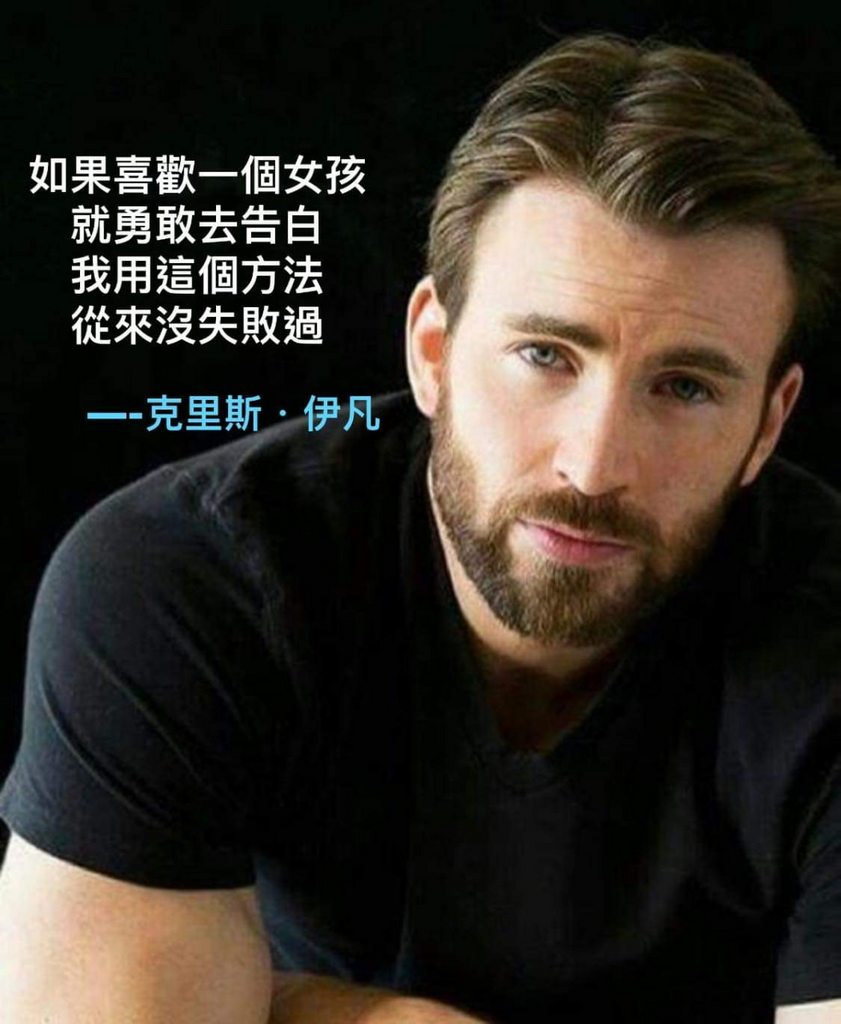 如果喜歡一個女孩
就勇敢去告白
我用這個方法
從來沒失敗過
—-克里斯·伊凡